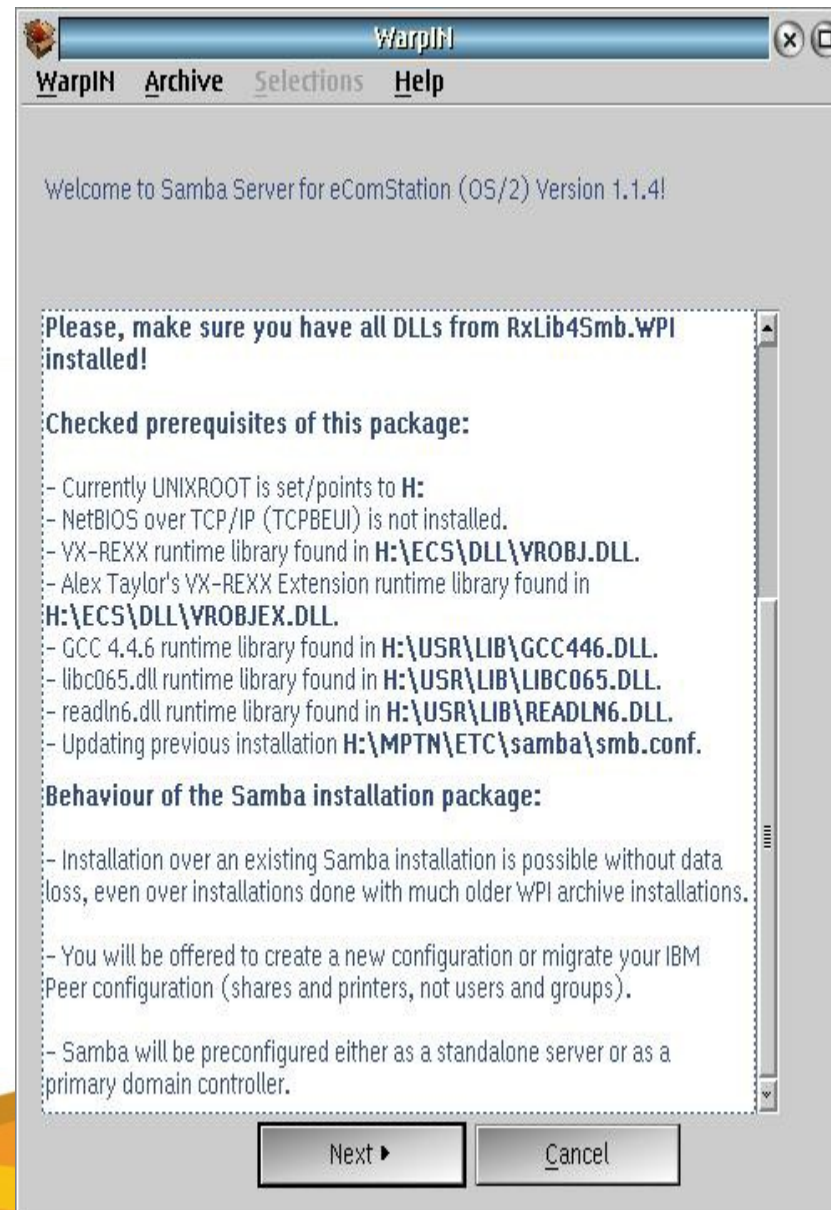 WarpIN
WarpIN Archive Selections Help
Welcome to Samba Server for eComStation (OS/2) Version 1.1.4!
Please, make sure you have all DLLs from RxLib4Smb.WPI
installed!
Checked prerequisites of this package:
- Currently UNIXROOT is set/points to H:
- NetBIOS over TCP/IP (TCPBEUI) is not installed.
- VX-REXX runtime library found in H:\ECS\DLL\VROBJ.DLL.
- Alex Taylor's VX-REXX Extension runtime library found in
H:\ECS\DLL\VROBJEX.DLL.
- GCC 4.4.6 runtime library found in H:\USR\LIB\GCC446.DLL.
- libc065.dll runtime library found in H:\USR\LIB\LIBC065.DLL.
- readln6.dll runtime library found in H:\USR\LIB\READLN6.DLL.
- Updating previous installation H:\MPTN\ETC\samba\smb.conf.
Behaviour of the Samba installation package:
- Installation over an existing Samba installation is possible without data
loss, even over installations done with much older WPI archive installations.
- You will be offered to create a new configuration or migrate your IBM
Peer configuration (shares and printers, not users and groups).
- Samba will be preconfigured either as a standalone server or as a
primary domain controller.
Next
Cancel